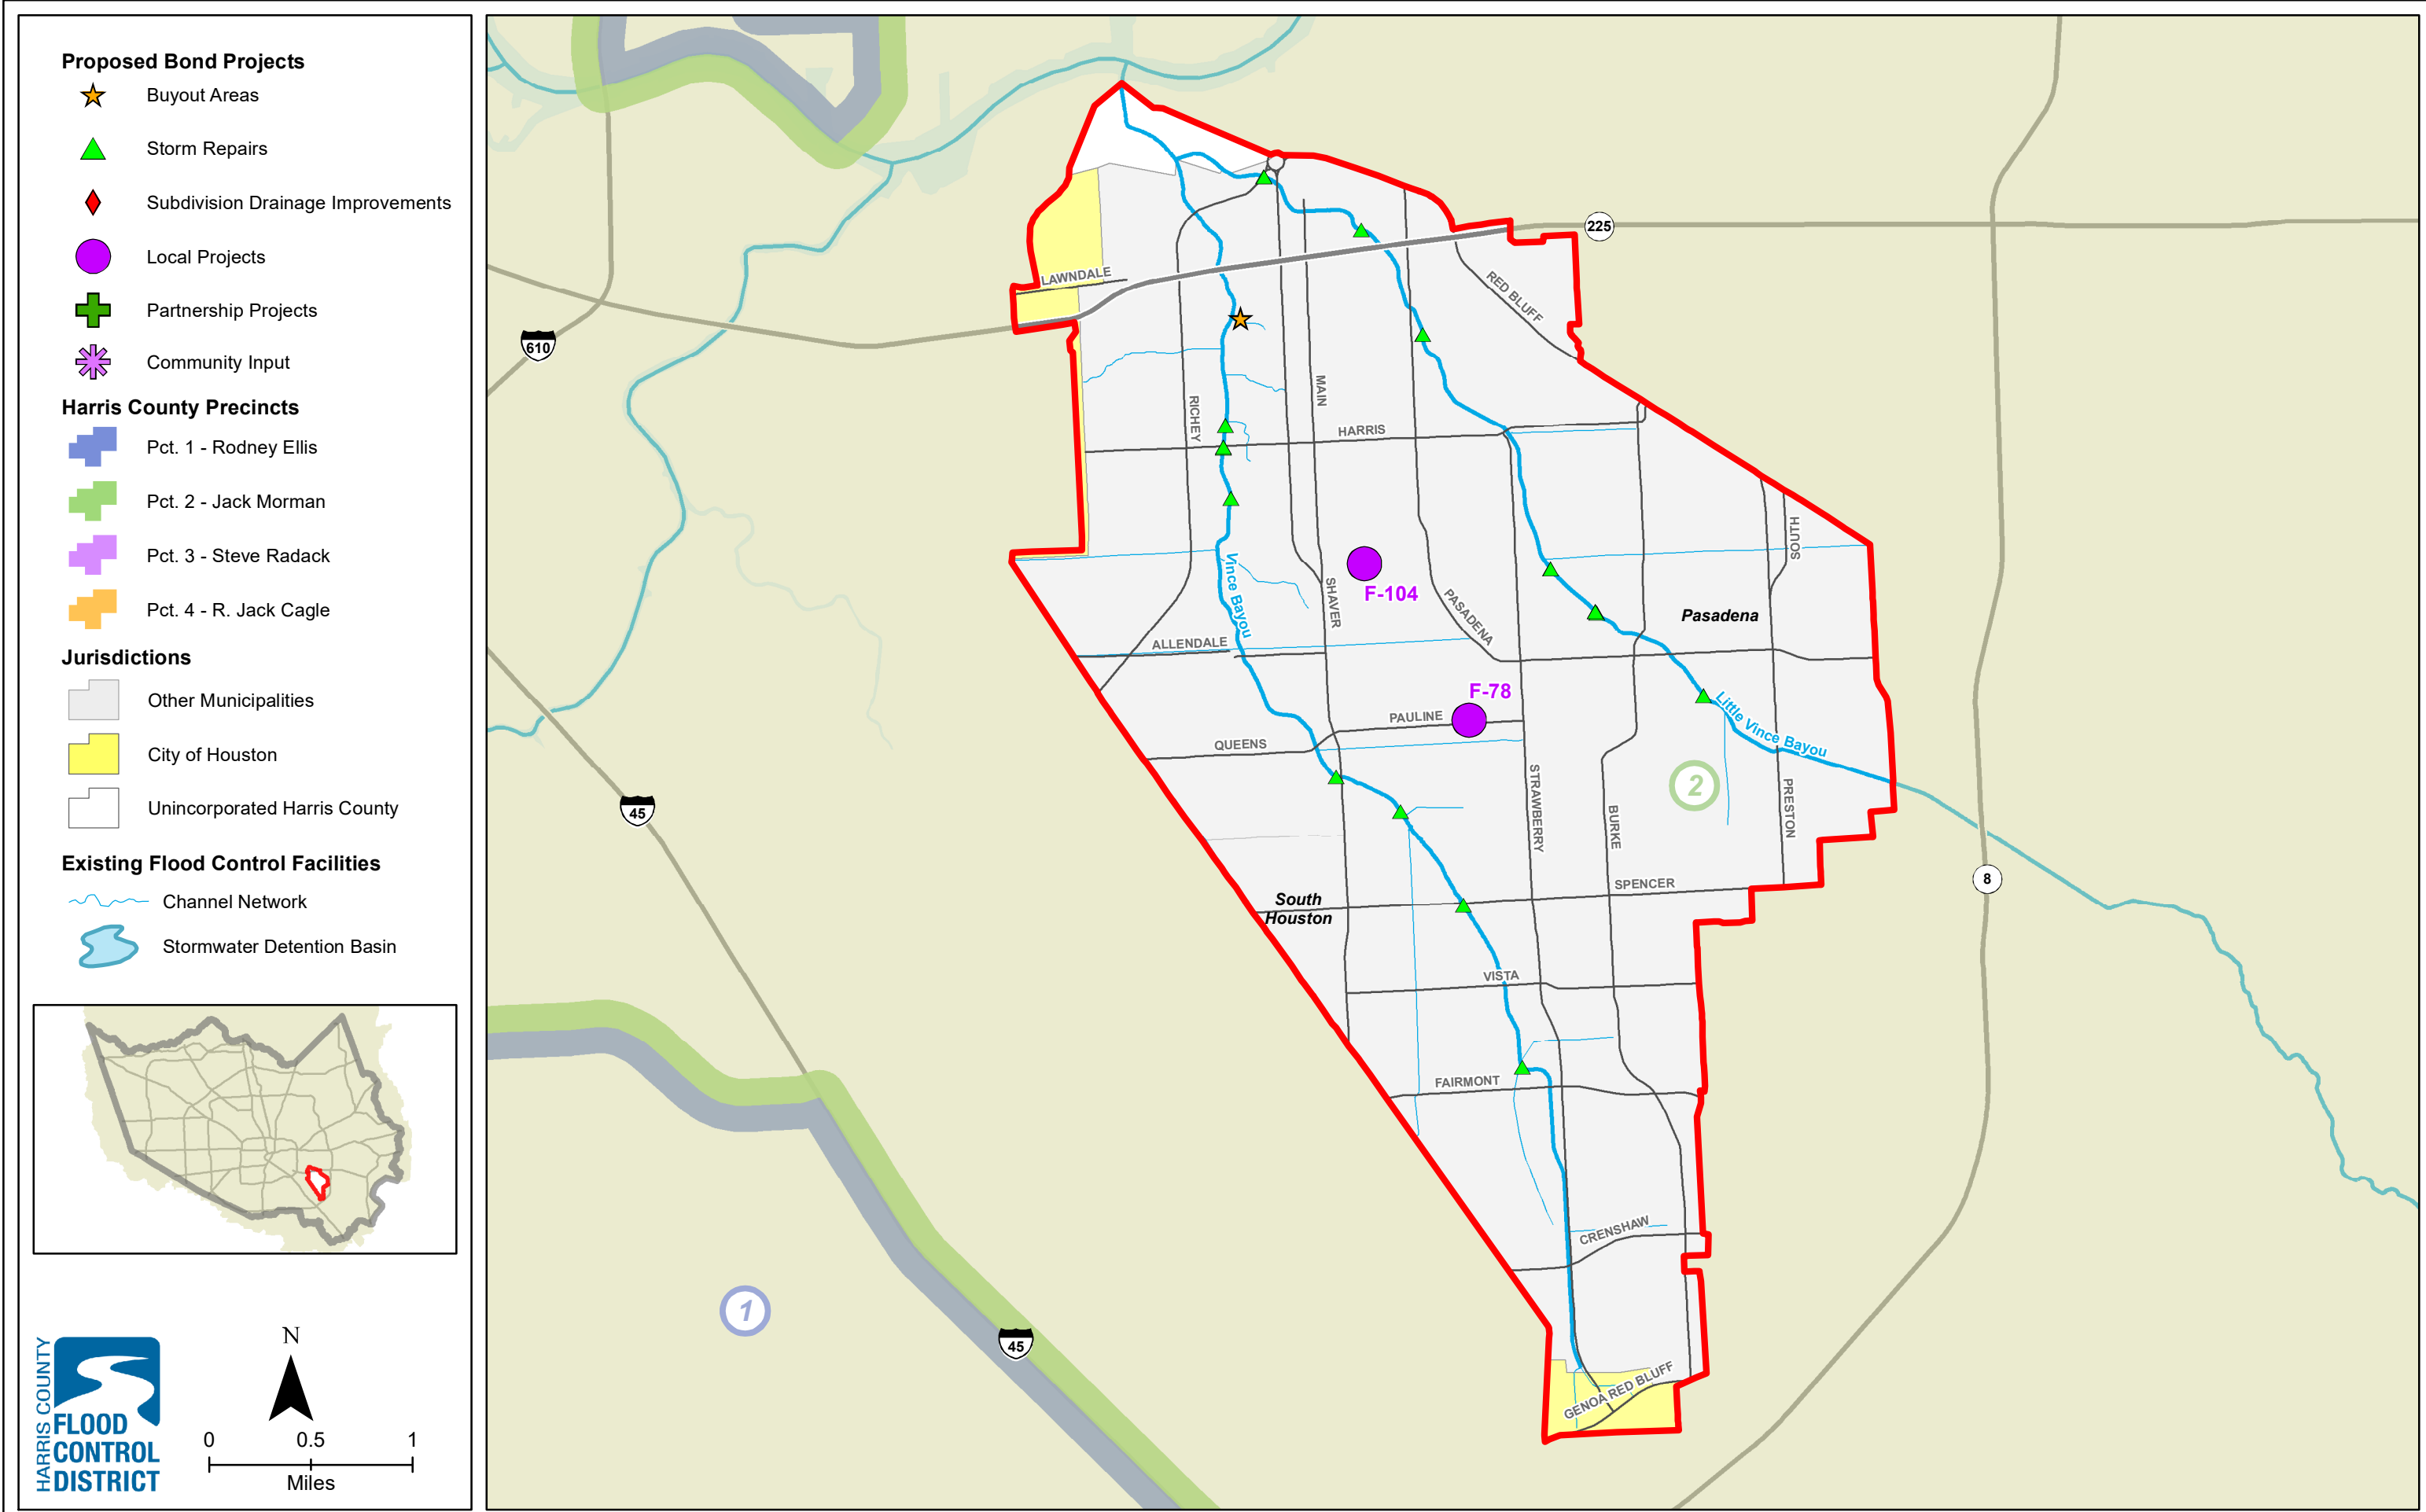 Proposed Bond Projects
Buyout Areas
Storm Repairs
Subdivision Drainage Improvements
Local Projects
Partnership Projects
Community Input
Harris County Precincts
Pct. 1 - Rodney Ellis
Pct. 2 - Jack Morman
Pct. 3 - Steve Radack
Pct. 4 - R. Jack Cagle
Jurisdictions
Other Municipalities
City of Houston
Unincorporated Harris County
Existing Flood Control Facilities
Channel Network
Stormwater Detention Basin
HARRIS COUNTY
FLOOD
CONTROL
DISTRICT
N
0 0.5 1
Miles
225
LAWNDALE
RED BLUFF
610
MAIN
RICHEY
HARRIS
SOUTH
Vince Bayou
F-104
SHAVER
PASADENA
Pasadena
ALLENDALE
F-78
PAULINE
QUEENS
Little Vince Bayou
2
STRAWBERRY
BURKE
PRESTON
45
8
SPENCER
South
Houston
VISTA
FAIRMONT
CRENSHAW
1
45
GENOA RED BLUFF